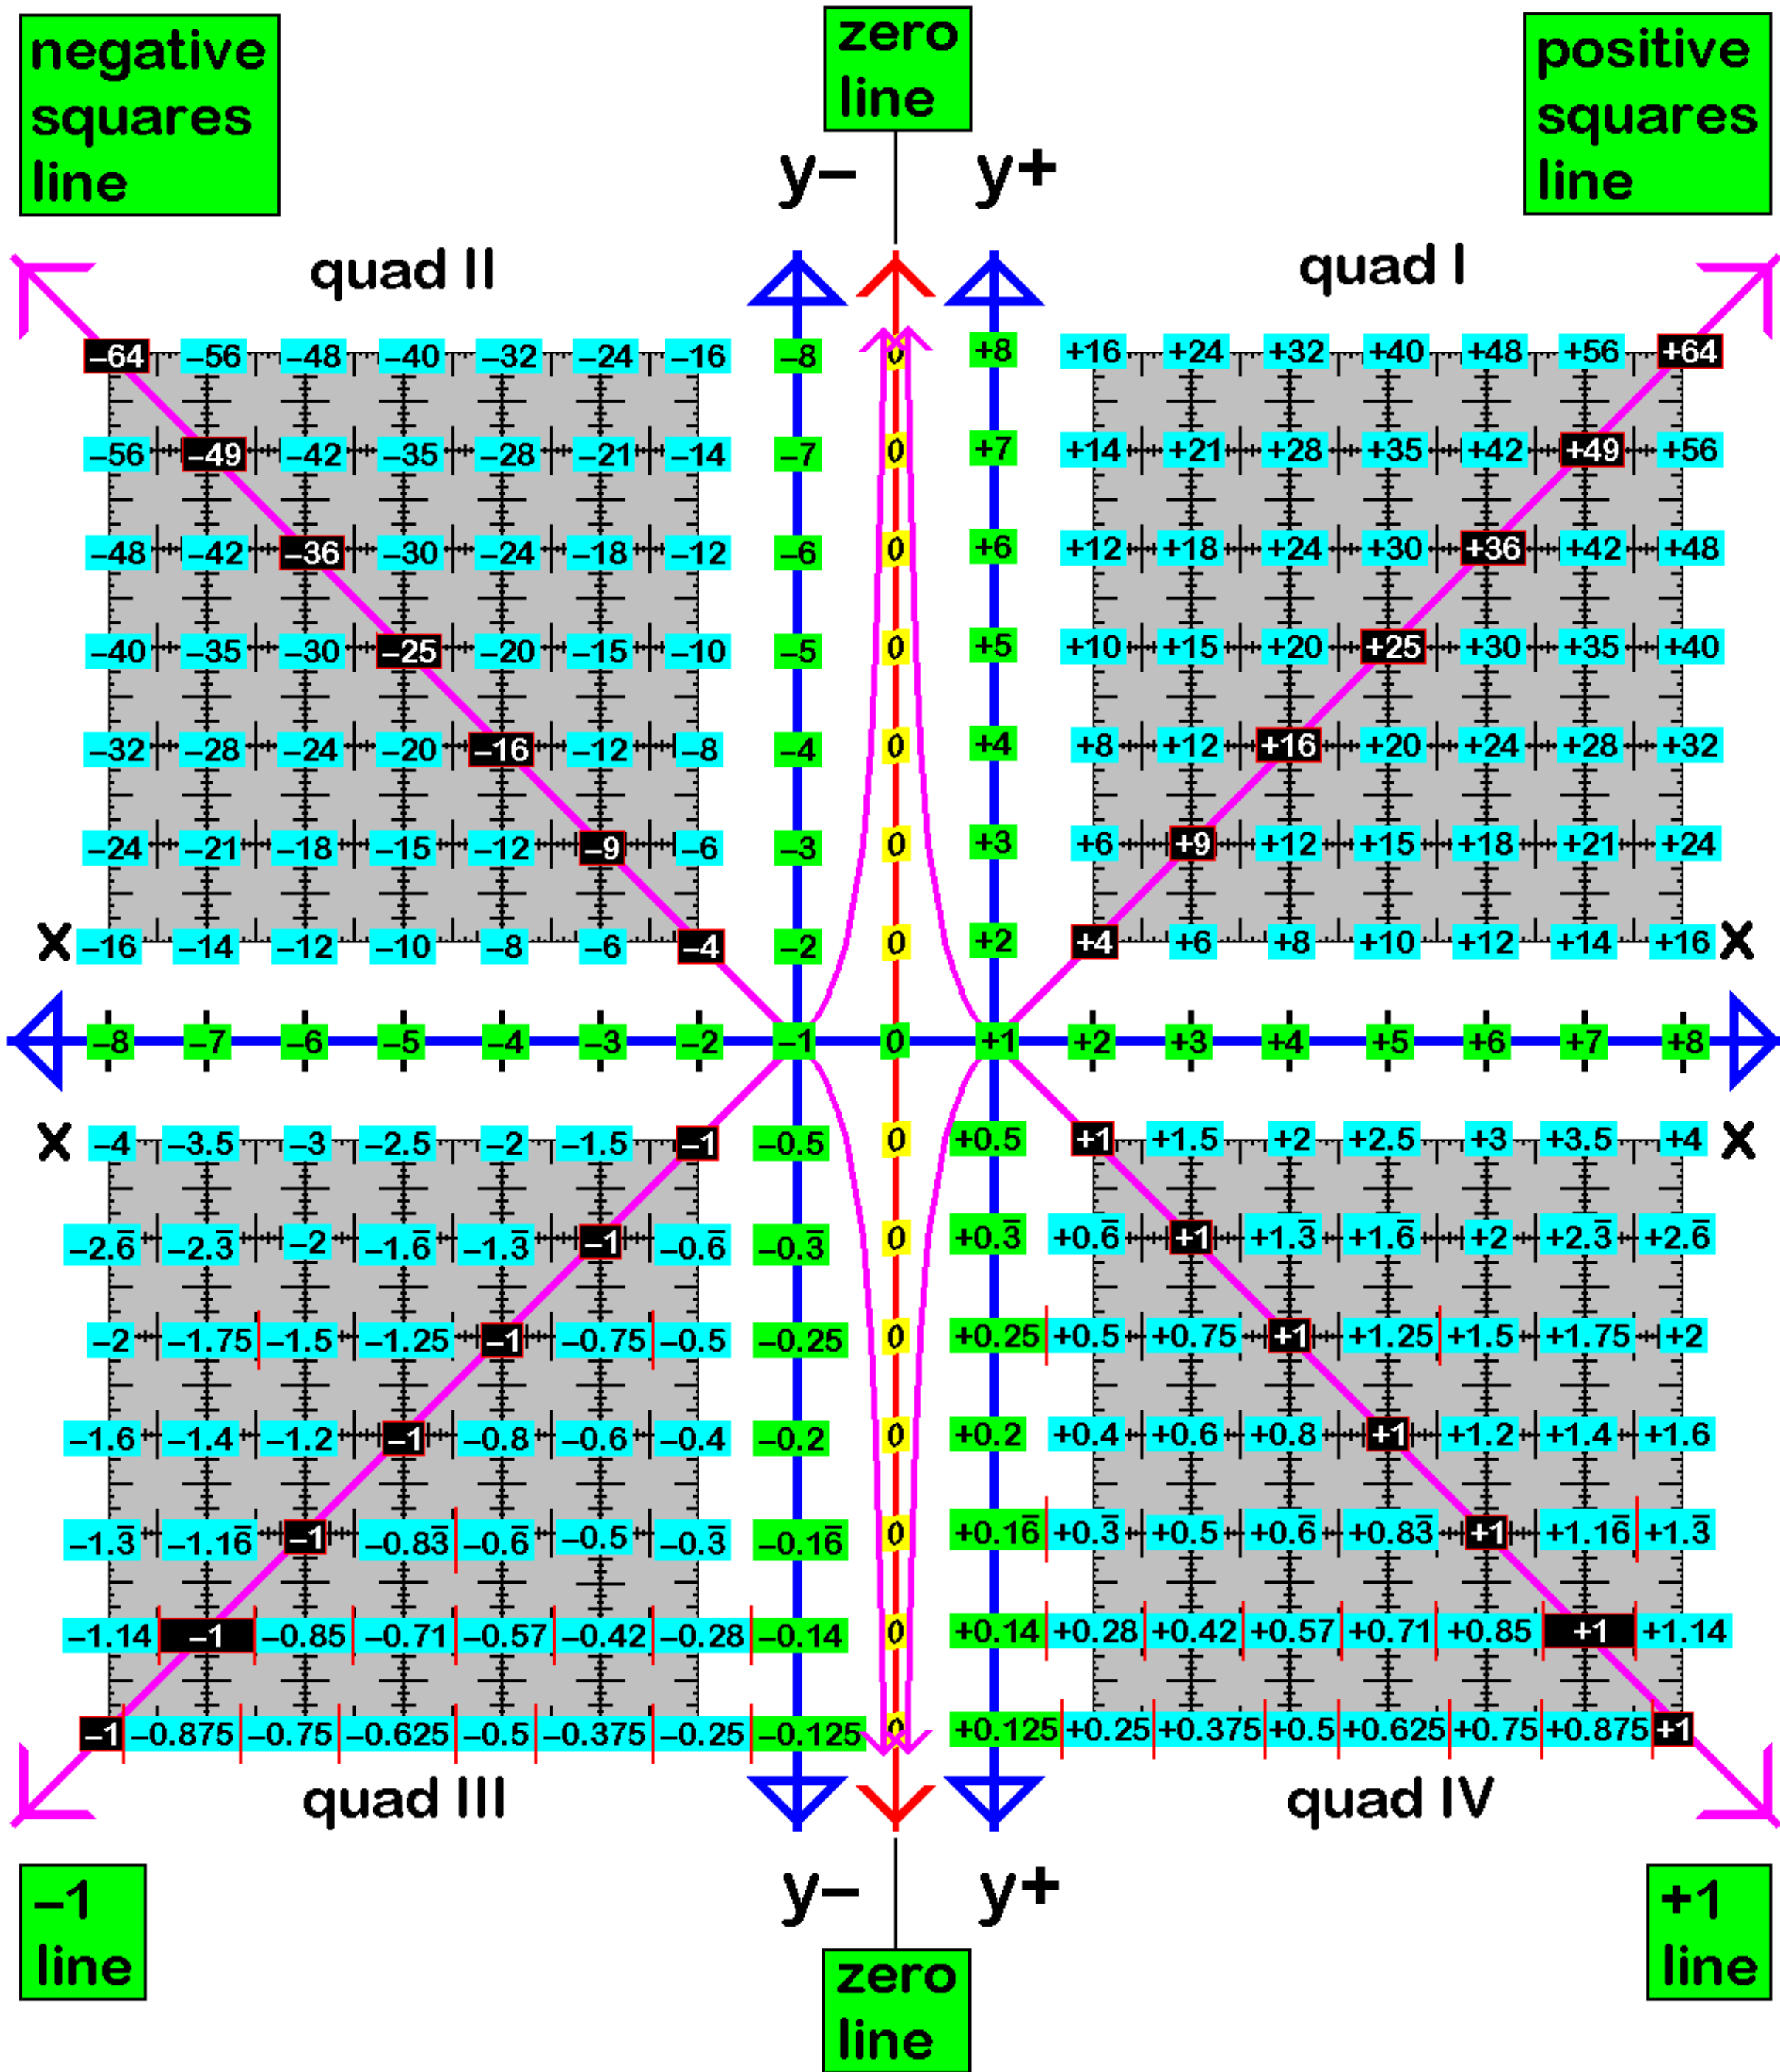 negative
squares
line
zero
line
positive
squares
line
y– y+
quad II quad I
–64 –56 –48 –40 –32 –24 –16 –8 0 +8 +16 +24 +32 +40 +48 +56 +64
–56 –49 –42 –35 –28 –21 –14 –7 0 +7 +14 +21 +28 +35 +42 +49 +56
–48 –42 –36 –30 –24 –18 –12 –6 0 +6 +12 +18 +24 +30 +36 +42 +48
–40 –35 –30 –25 –20 –15 –10 –5 0 +5 +10 +15 +20 +25 +30 +35 +40
–32 –28 –24 –20 –16 –12 –8 –4 0 +4 +8 +12 +16 +20 +24 +28 +32
–24 –21 –18 –15 –12 –9 –6 –3 0 +3 +6 +9 +12 +15 +18 +21 +24
x –16 –14 –12 –10 –8 –6 –4 –2 0 +2 +4 +6 +8 +10 +12 +14 +16 x
–8 –7 –6 –5 –4 –3 –2 –1 0 +1 +2 +3 +4 +5 +6 +7 +8
x –4 –3.5 –3 –2.5 –2 –1.5 –1 –0.5 0 +0.5 +1 +1.5 +2 +2.5 +3 +3.5 +4 x
–2.6̅ –2.3̅ –2 –1.6̅ –1.3̅ –1 –0.6̅ –0.3̅ 0 +0.3̅ +0.6̅ +1 +1.3̅ +1.6̅ +2 +2.3̅ +2.6̅
–2 –1.75 –1.5 –1.25 –1 –0.75 –0.5 –0.25 0 +0.25 +0.5 +0.75 +1 +1.25 +1.5 +1.75 +2
–1.6 –1.4 –1.2 –1 –0.8 –0.6 –0.4 –0.2 0 +0.2 +0.4 +0.6 +0.8 +1 +1.2 +1.4 +1.6
–1.3̅ –1.16̅ –1 –0.83̅ –0.6̅ –0.5 –0.3̅ –0.16̅ 0 +0.16̅ +0.3̅ +0.5 +0.6̅ +0.83̅ +1 +1.16̅ +1.3̅
–1.14 –1 –0.85 –0.71 –0.57 –0.42 –0.28 –0.14 0 +0.14 +0.28 +0.42 +0.57 +0.71 +0.85 +1 +1.14
–1 –0.875 –0.75 –0.625 –0.5 –0.375 –0.25 –0.125 0 +0.125 +0.25 +0.375 +0.5 +0.625 +0.75 +0.875 +1
quad III quad IV
y– y+
–1
line
zero
line
+1
line